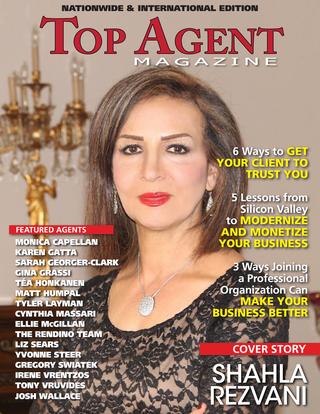 NATIONWIDE & INTERNATIONAL EDITION
TOP AGENT
MAGAZINE
6 Ways to GET
YOUR CLIENT TO
TRUST YOU
5 Lessons from
Silicon Valley
to MODERNIZE
AND MONETIZE
YOUR BUSINESS
3 Ways Joining
a Professional
Organization Can
MAKE YOUR
BUSINESS BETTER
FEATURED AGENTS
MONICA CAPELLAN
KAREN GATTA
SARAH GEORGER-CLARK
GINA GRASSI
TÉA HONKANEN
MATT HUMPAL
TYLER LAYMAN
CYNTHIA MASSARI
ELLIE McGILLAN
THE RENDINO TEAM
LIZ SEARS
YVONNE STEER
GREGORY SWIATEK
IRENE VRENTZOS
TONY VRUVIDES
JOSH WALLACE
COVER STORY
SHAHLA
REZVANI